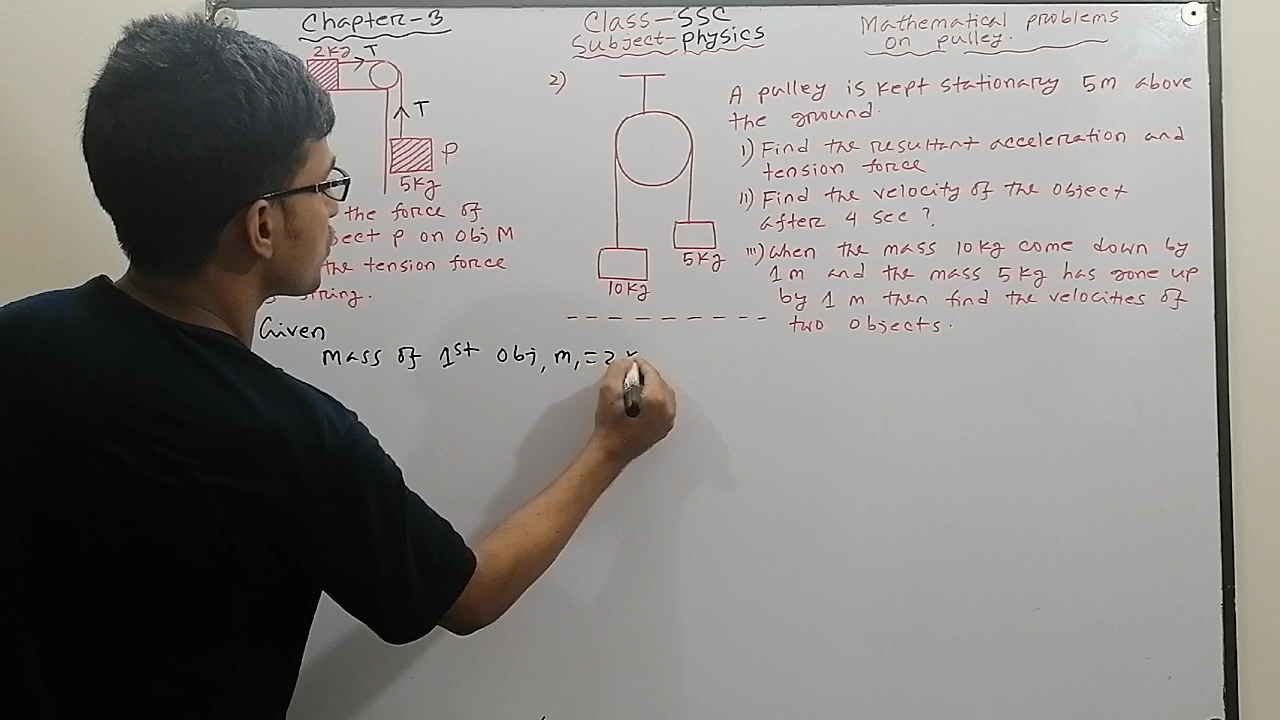 Chapter-3
Class-SSC
Subject-Physics
Mathematical problems
on pulley.
2kg T
T
P
5kg
the force of
ject P on obj M
the tension force
string.
2)
10kg
5kg
A pulley is kept stationary 5m above
the ground.
i) Find the resultant acceleration and
tension force
ii) Find the velocity of the object
after 4 sec?
iii) When the mass 10kg come down by
1m and the mass 5kg has gone up
by 1 m then find the velocities of
two objects.
Given
Mass of 1st obj, m₁ = 2